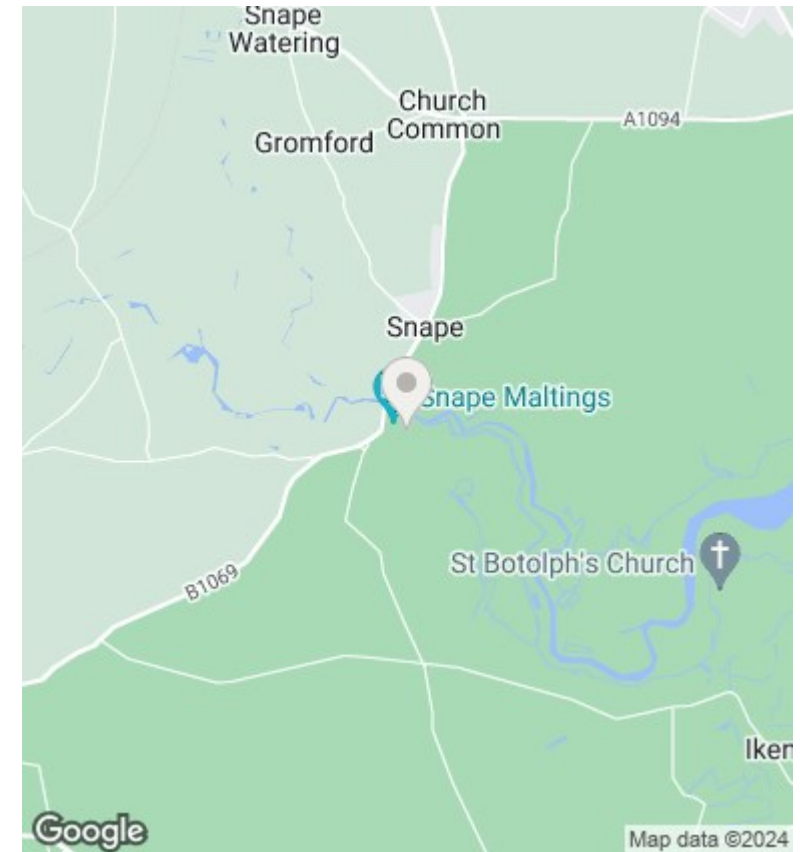 Snape
Watering
Church
Common
A1094
Gromford
Snape
Snape Maltings
St Botolph's Church
B1069
Iken
Google
Map data ©2024